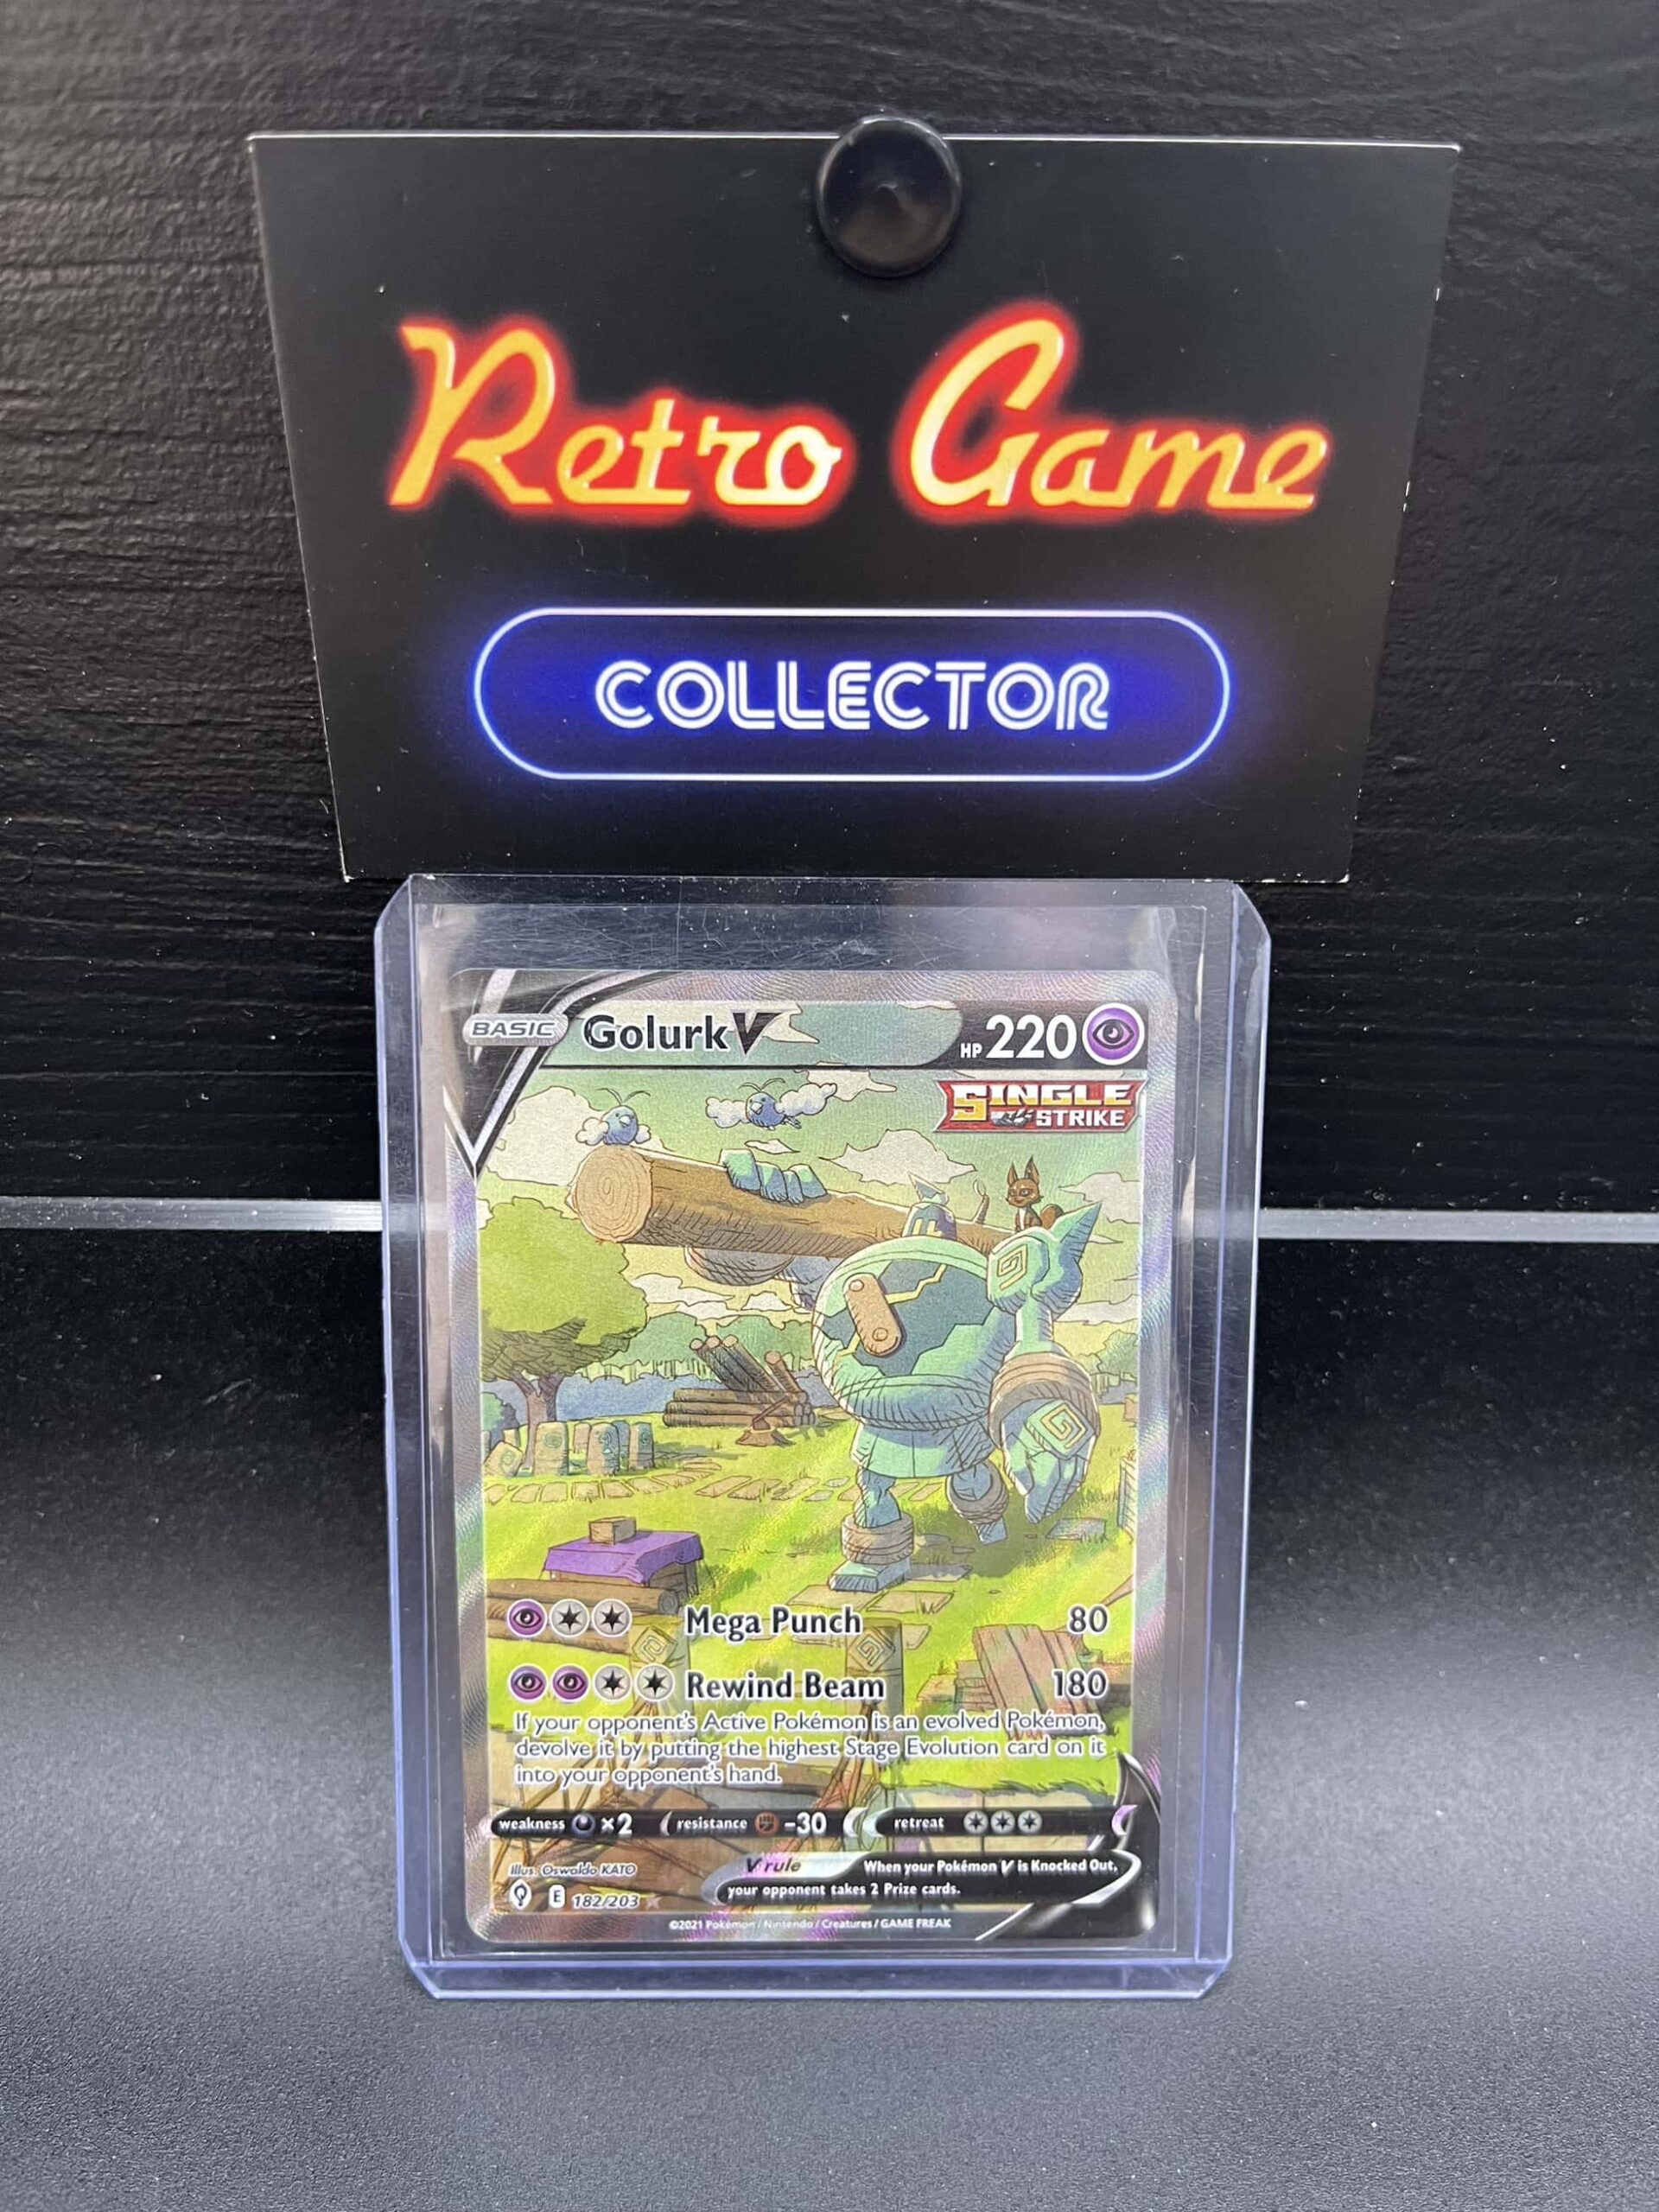 Retro Game
COLLECTOR
BASIC Golurk V HP 220
SINGLE
STRIKE
Mega Punch 80
Rewind Beam 180
If your opponent's Active Pokémon is an evolved Pokémon,
devolve it by putting the highest Stage Evolution card on it
into your opponent's hand.
weakness ×2 resistance -30 retreat
Illus. Oswaldo KATO
V rule When your Pokémon V is Knocked Out,
your opponent takes 2 Prize cards.
E 182/203
©2021 Pokémon / Nintendo / Creatures / GAME FREAK